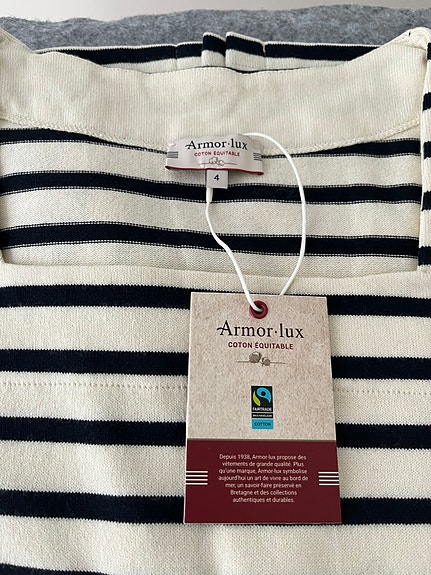 Armor·lux
COTON ÉQUITABLE
4
Armor·lux
COTON ÉQUITABLE
FAIRTRADE
COTTON
Depuis 1938, Armor-lux propose des
vêtements de grande qualité. Plus
qu'une marque, Armor-lux symbolise
aujourd'hui un art de vivre au bord de
mer, un savoir-faire préservé en
Bretagne et des collections
authentiques et durables.